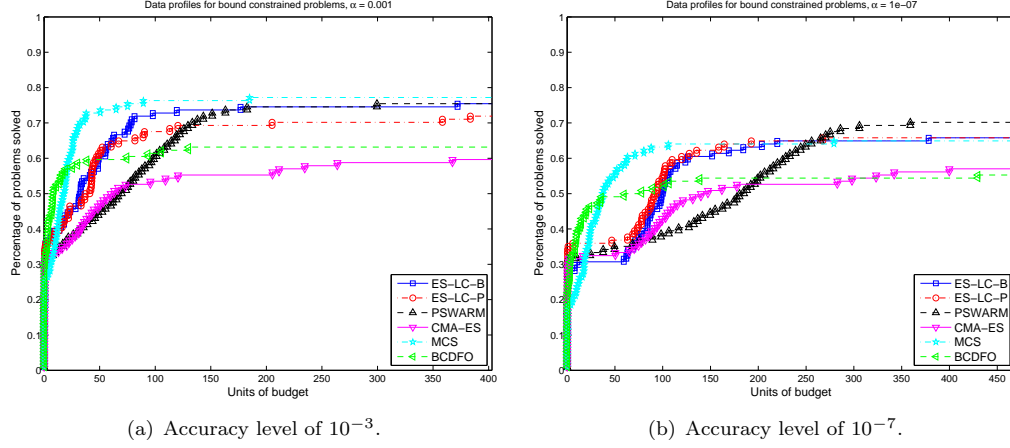 Data profiles for bound constrained problems, α = 0.001
1
0.9
0.8
0.7
0.6
0.5
0.4
0.3
0.2
0.1
0
Percentage of problems solved
0 50 100 150 200 250 300 350 400
Units of budget
ES−LC−B
ES−LC−P
PSWARM
CMA−ES
MCS
BCDFO
(a) Accuracy level of 10⁻³.
Data profiles for bound constrained problems, α = 1e−07
1
0.9
0.8
0.7
0.6
0.5
0.4
0.3
0.2
0.1
0
Percentage of problems solved
0 50 100 150 200 250 300 350 400 450
Units of budget
ES−LC−B
ES−LC−P
PSWARM
CMA−ES
MCS
BCDFO
(b) Accuracy level of 10⁻⁷.